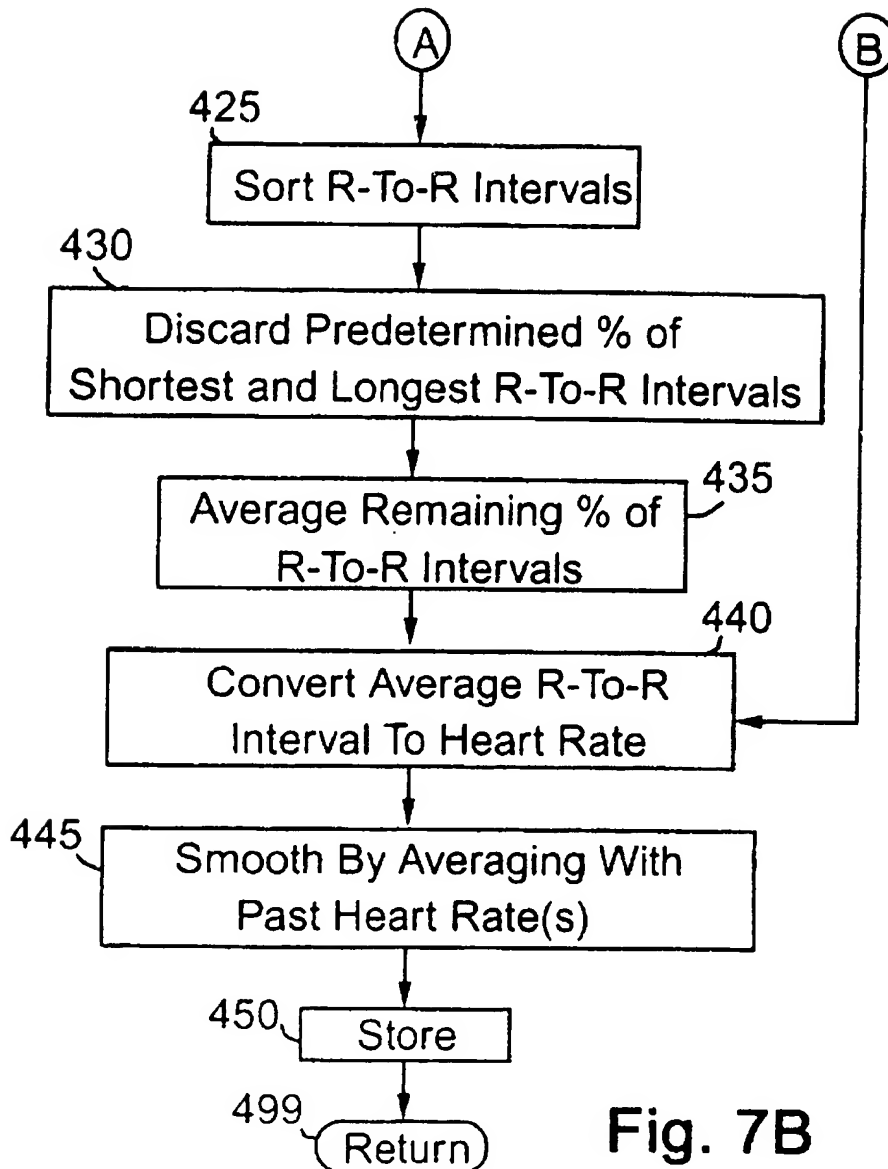 A
B
425
Sort R-To-R Intervals
430
Discard Predetermined % of
Shortest and Longest R-To-R Intervals
435
Average Remaining % of
R-To-R Intervals
440
Convert Average R-To-R
Interval To Heart Rate
445
Smooth By Averaging With
Past Heart Rate(s)
450
Store
499
Return
Fig. 7B